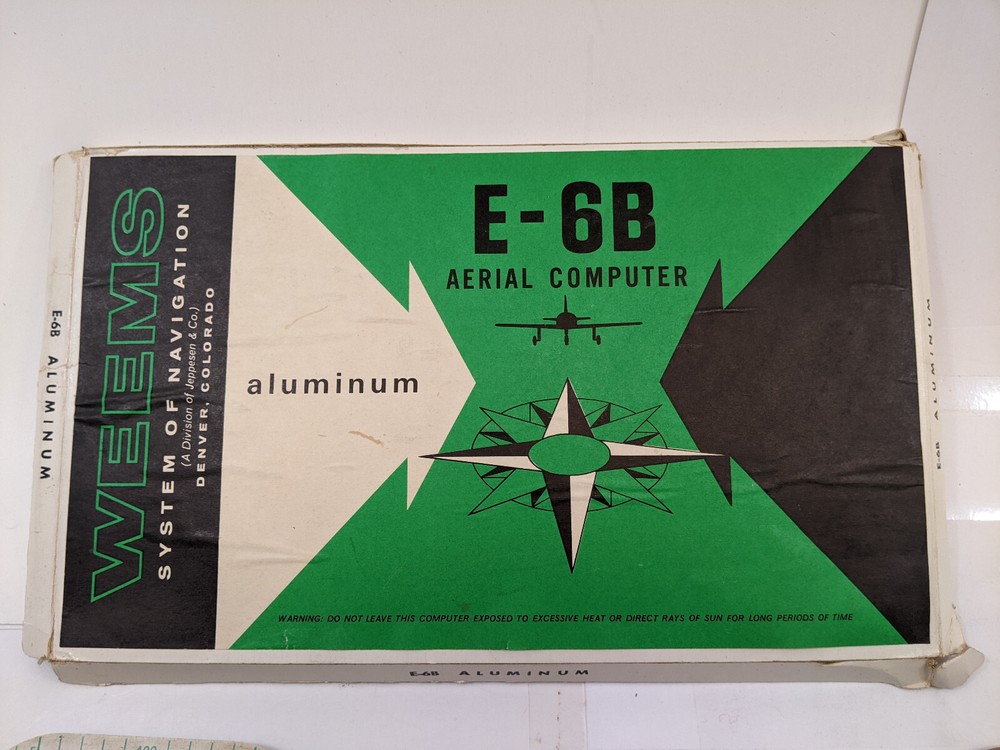 WEEMS
SYSTEM OF NAVIGATION
(A Division of Jeppesen & Co.)
DENVER, COLORADO
aluminum
E-6B
AERIAL COMPUTER
WARNING: DO NOT LEAVE THIS COMPUTER EXPOSED TO EXCESSIVE HEAT OR DIRECT RAYS OF SUN FOR LONG PERIODS OF TIME
E-6B ALUMINUM
E-6B ALUMINUM
E-6B ALUMINUM